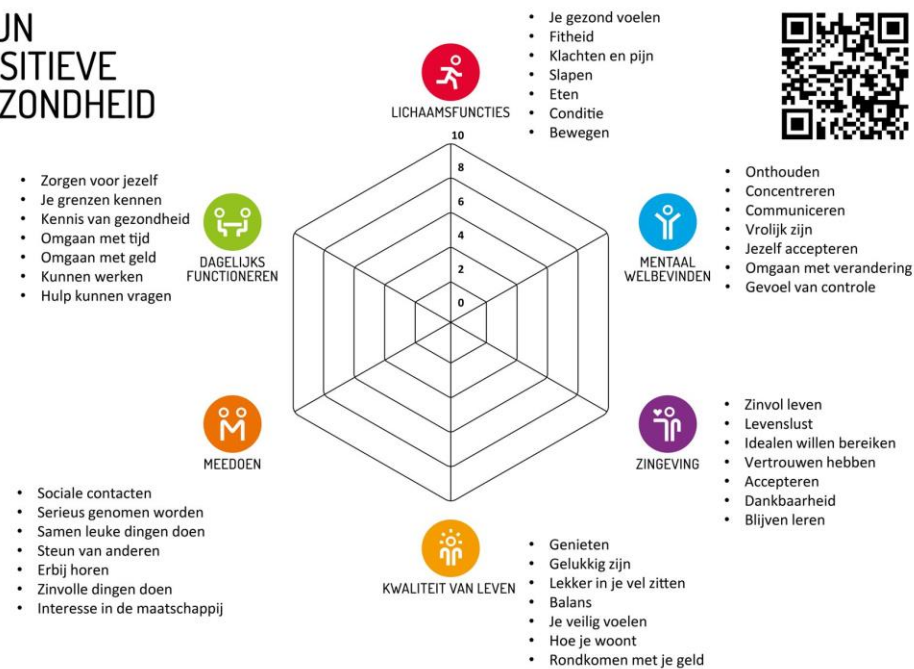 JN
SITIEVE
ZONDHEID
LICHAAMSFUNCTIES
• Je gezond voelen
• Fitheid
• Klachten en pijn
• Slapen
• Eten
• Conditie
• Bewegen
10
8
6
4
2
0
MENTAAL
WELBEVINDEN
• Onthouden
• Concentreren
• Communiceren
• Vrolijk zijn
• Jezelf accepteren
• Omgaan met verandering
• Gevoel van controle
ZINGEVING
• Zinvol leven
• Levenslust
• Idealen willen bereiken
• Vertrouwen hebben
• Accepteren
• Dankbaarheid
• Blijven leren
KWALITEIT VAN LEVEN
• Genieten
• Gelukkig zijn
• Lekker in je vel zitten
• Balans
• Je veilig voelen
• Hoe je woont
• Rondkomen met je geld
MEEDOEN
• Sociale contacten
• Serieus genomen worden
• Samen leuke dingen doen
• Steun van anderen
• Erbij horen
• Zinvolle dingen doen
• Interesse in de maatschappij
DAGELIJKS
FUNCTIONEREN
• Zorgen voor jezelf
• Je grenzen kennen
• Kennis van gezondheid
• Omgaan met tijd
• Omgaan met geld
• Kunnen werken
• Hulp kunnen vragen